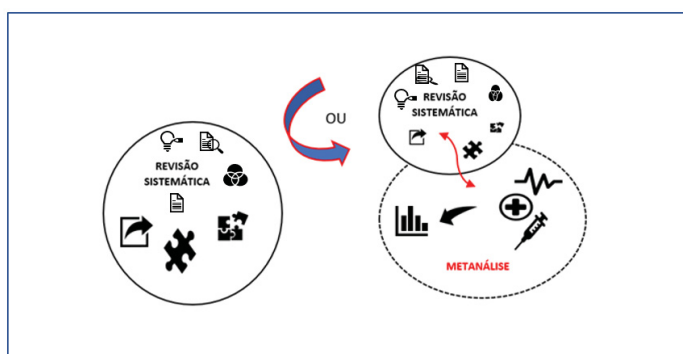 REVISÃO
SISTEMÁTICA
OU
REVISÃO
SISTEMÁTICA
METANÁLISE